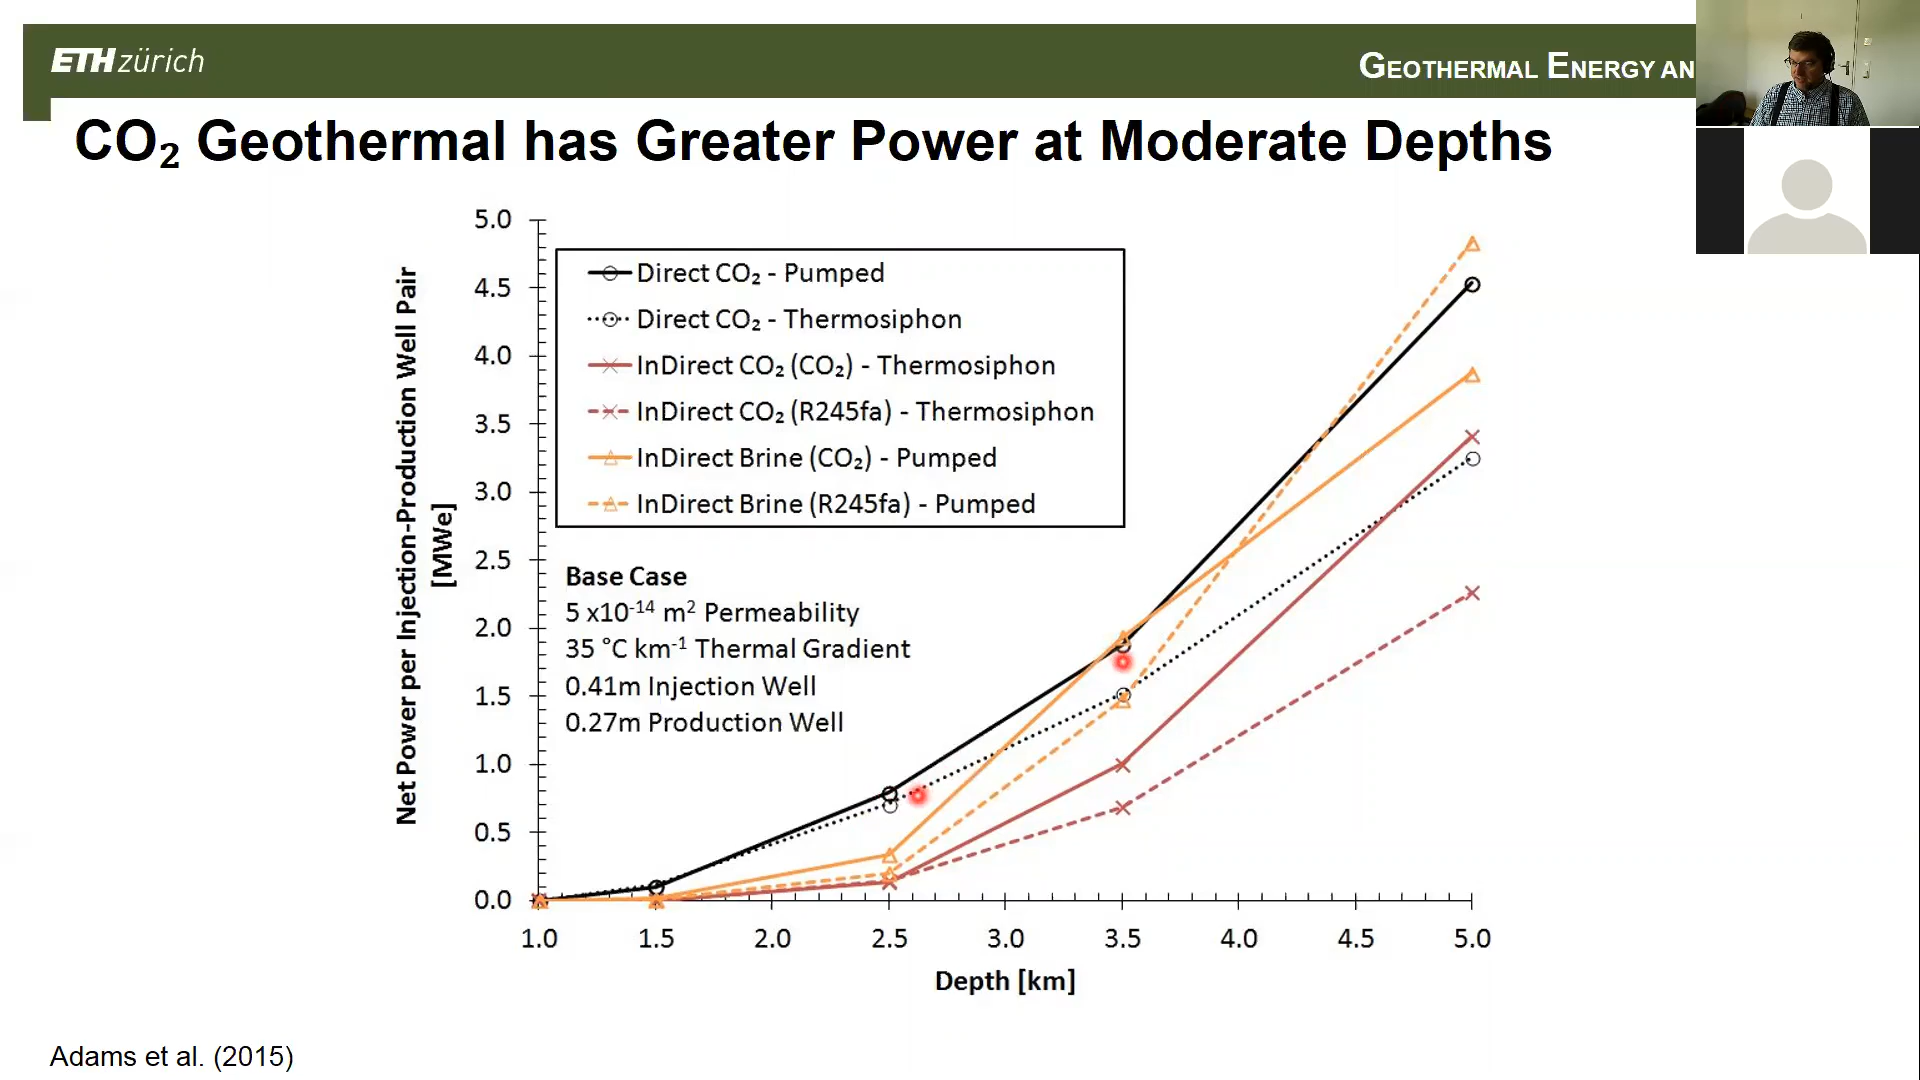 ETH zürich
GEOTHERMAL ENERGY AN
CO₂ Geothermal has Greater Power at Moderate Depths
Net Power per Injection-Production Well Pair
[MWe]
5.0
4.5
4.0
3.5
3.0
2.5
2.0
1.5
1.0
0.5
0.0
Direct CO₂ - Pumped
Direct CO₂ - Thermosiphon
InDirect CO₂ (CO₂) - Thermosiphon
InDirect CO₂ (R245fa) - Thermosiphon
InDirect Brine (CO₂) - Pumped
InDirect Brine (R245fa) - Pumped
Base Case
5 x10⁻¹⁴ m² Permeability
35 °C km⁻¹ Thermal Gradient
0.41m Injection Well
0.27m Production Well
1.0 1.5 2.0 2.5 3.0 3.5 4.0 4.5 5.0
Depth [km]
Adams et al. (2015)